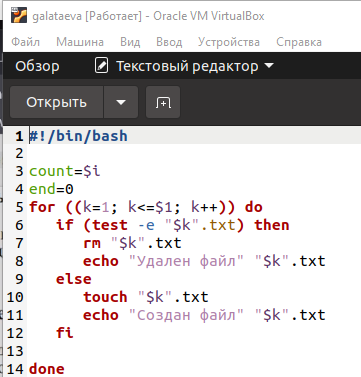 galataeva [Работает] - Oracle VM VirtualBox
Файл Машина Вид Ввод Устройства Справка
Обзор Текстовый редактор
Открыть
1 #!/bin/bash
2
3 count=$i
4 end=0
5 for ((k=1; k<=$1; k++)) do
6 if (test -e "$k".txt) then
7 rm "$k".txt
8 echo "Удален файл" "$k".txt
9 else
10 touch "$k".txt
11 echo "Создан файл" "$k".txt
12 fi
13
14 done